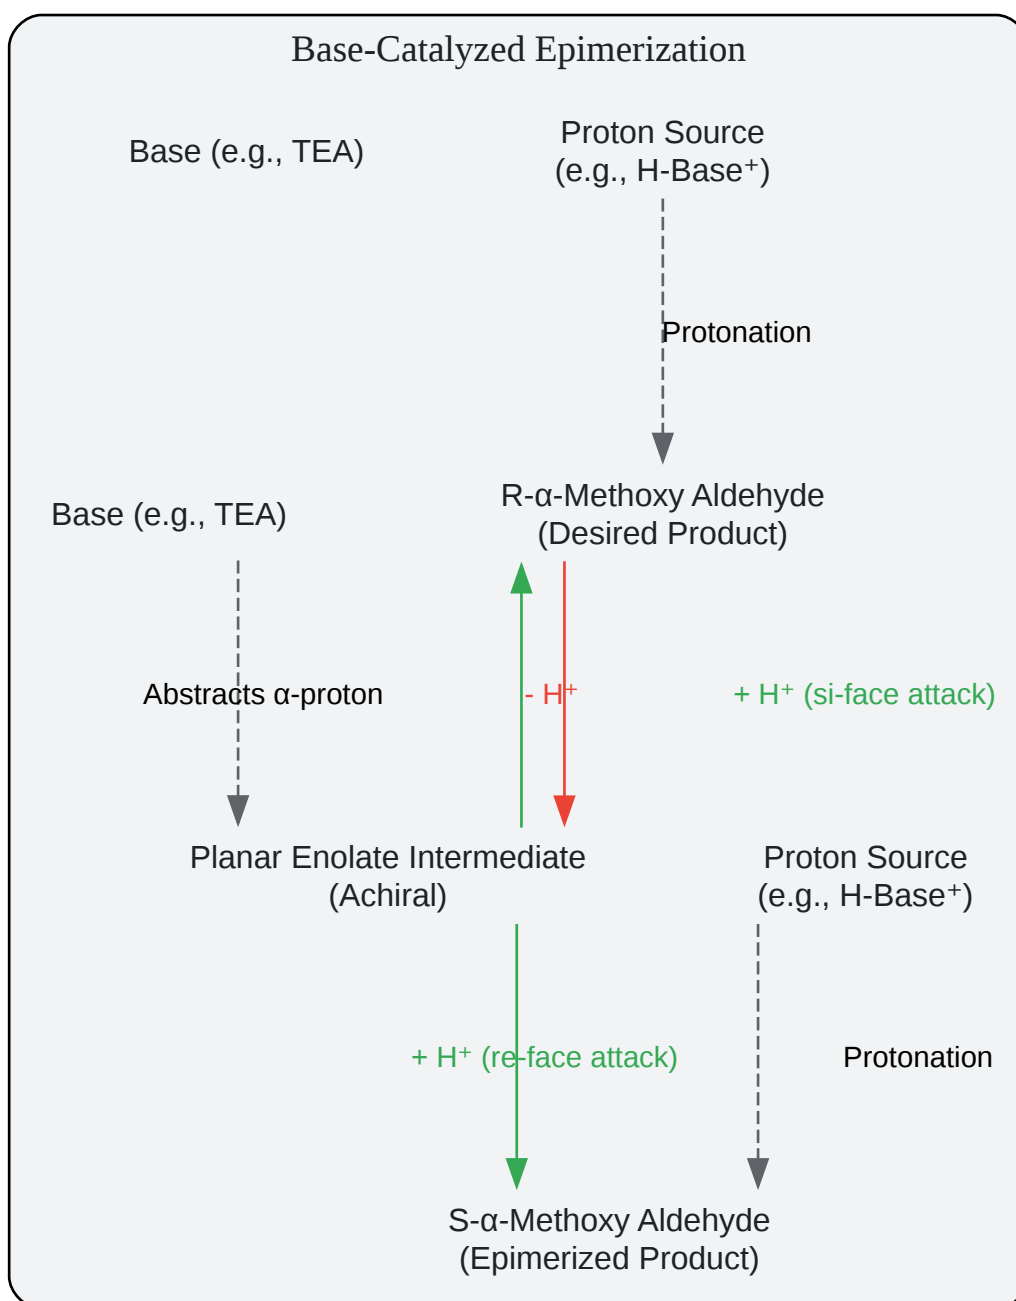 Base-Catalyzed Epimerization
Base (e.g., TEA)
Proton Source
(e.g., H-Base⁺)
Protonation
Base (e.g., TEA)
R-α-Methoxy Aldehyde
(Desired Product)
Abstracts α-proton
- H⁺
+ H⁺ (si-face attack)
Planar Enolate Intermediate
(Achiral)
Proton Source
(e.g., H-Base⁺)
+ H⁺ (re-face attack)
Protonation
S-α-Methoxy Aldehyde
(Epimerized Product)